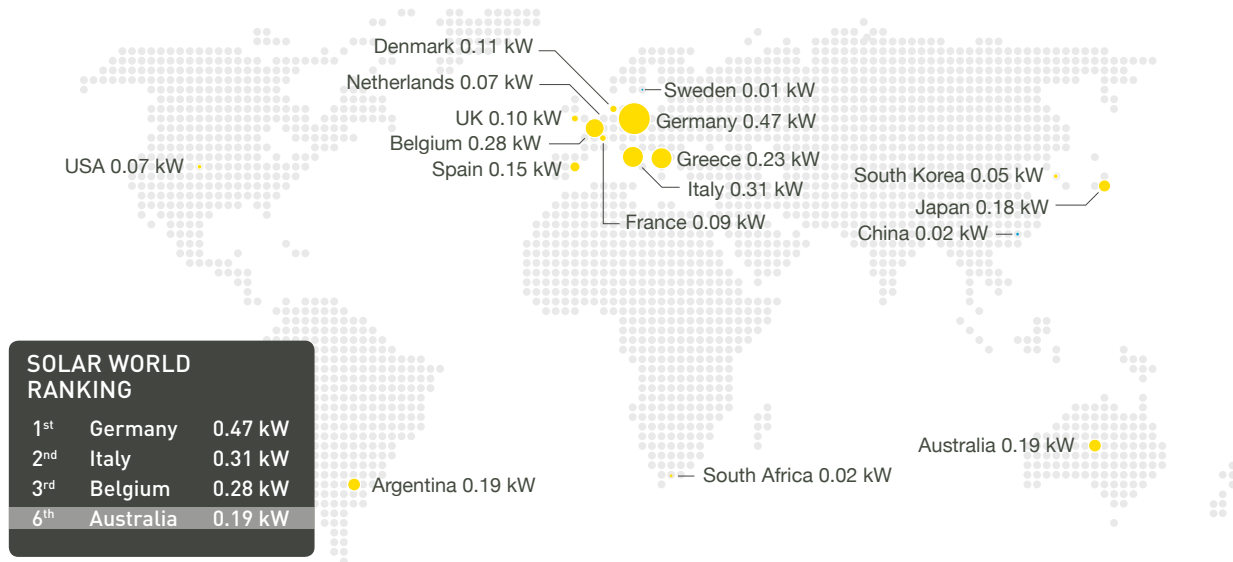 Denmark 0.11 kW
Netherlands 0.07 kW
Sweden 0.01 kW
UK 0.10 kW
Germany 0.47 kW
Belgium 0.28 kW
Greece 0.23 kW
USA 0.07 kW
Spain 0.15 kW
South Korea 0.05 kW
Italy 0.31 kW
Japan 0.18 kW
France 0.09 kW
China 0.02 kW
SOLAR WORLD
RANKING
1st Germany 0.47 kW
2nd Italy 0.31 kW
3rd Belgium 0.28 kW
6th Australia 0.19 kW
Australia 0.19 kW
South Africa 0.02 kW
Argentina 0.19 kW